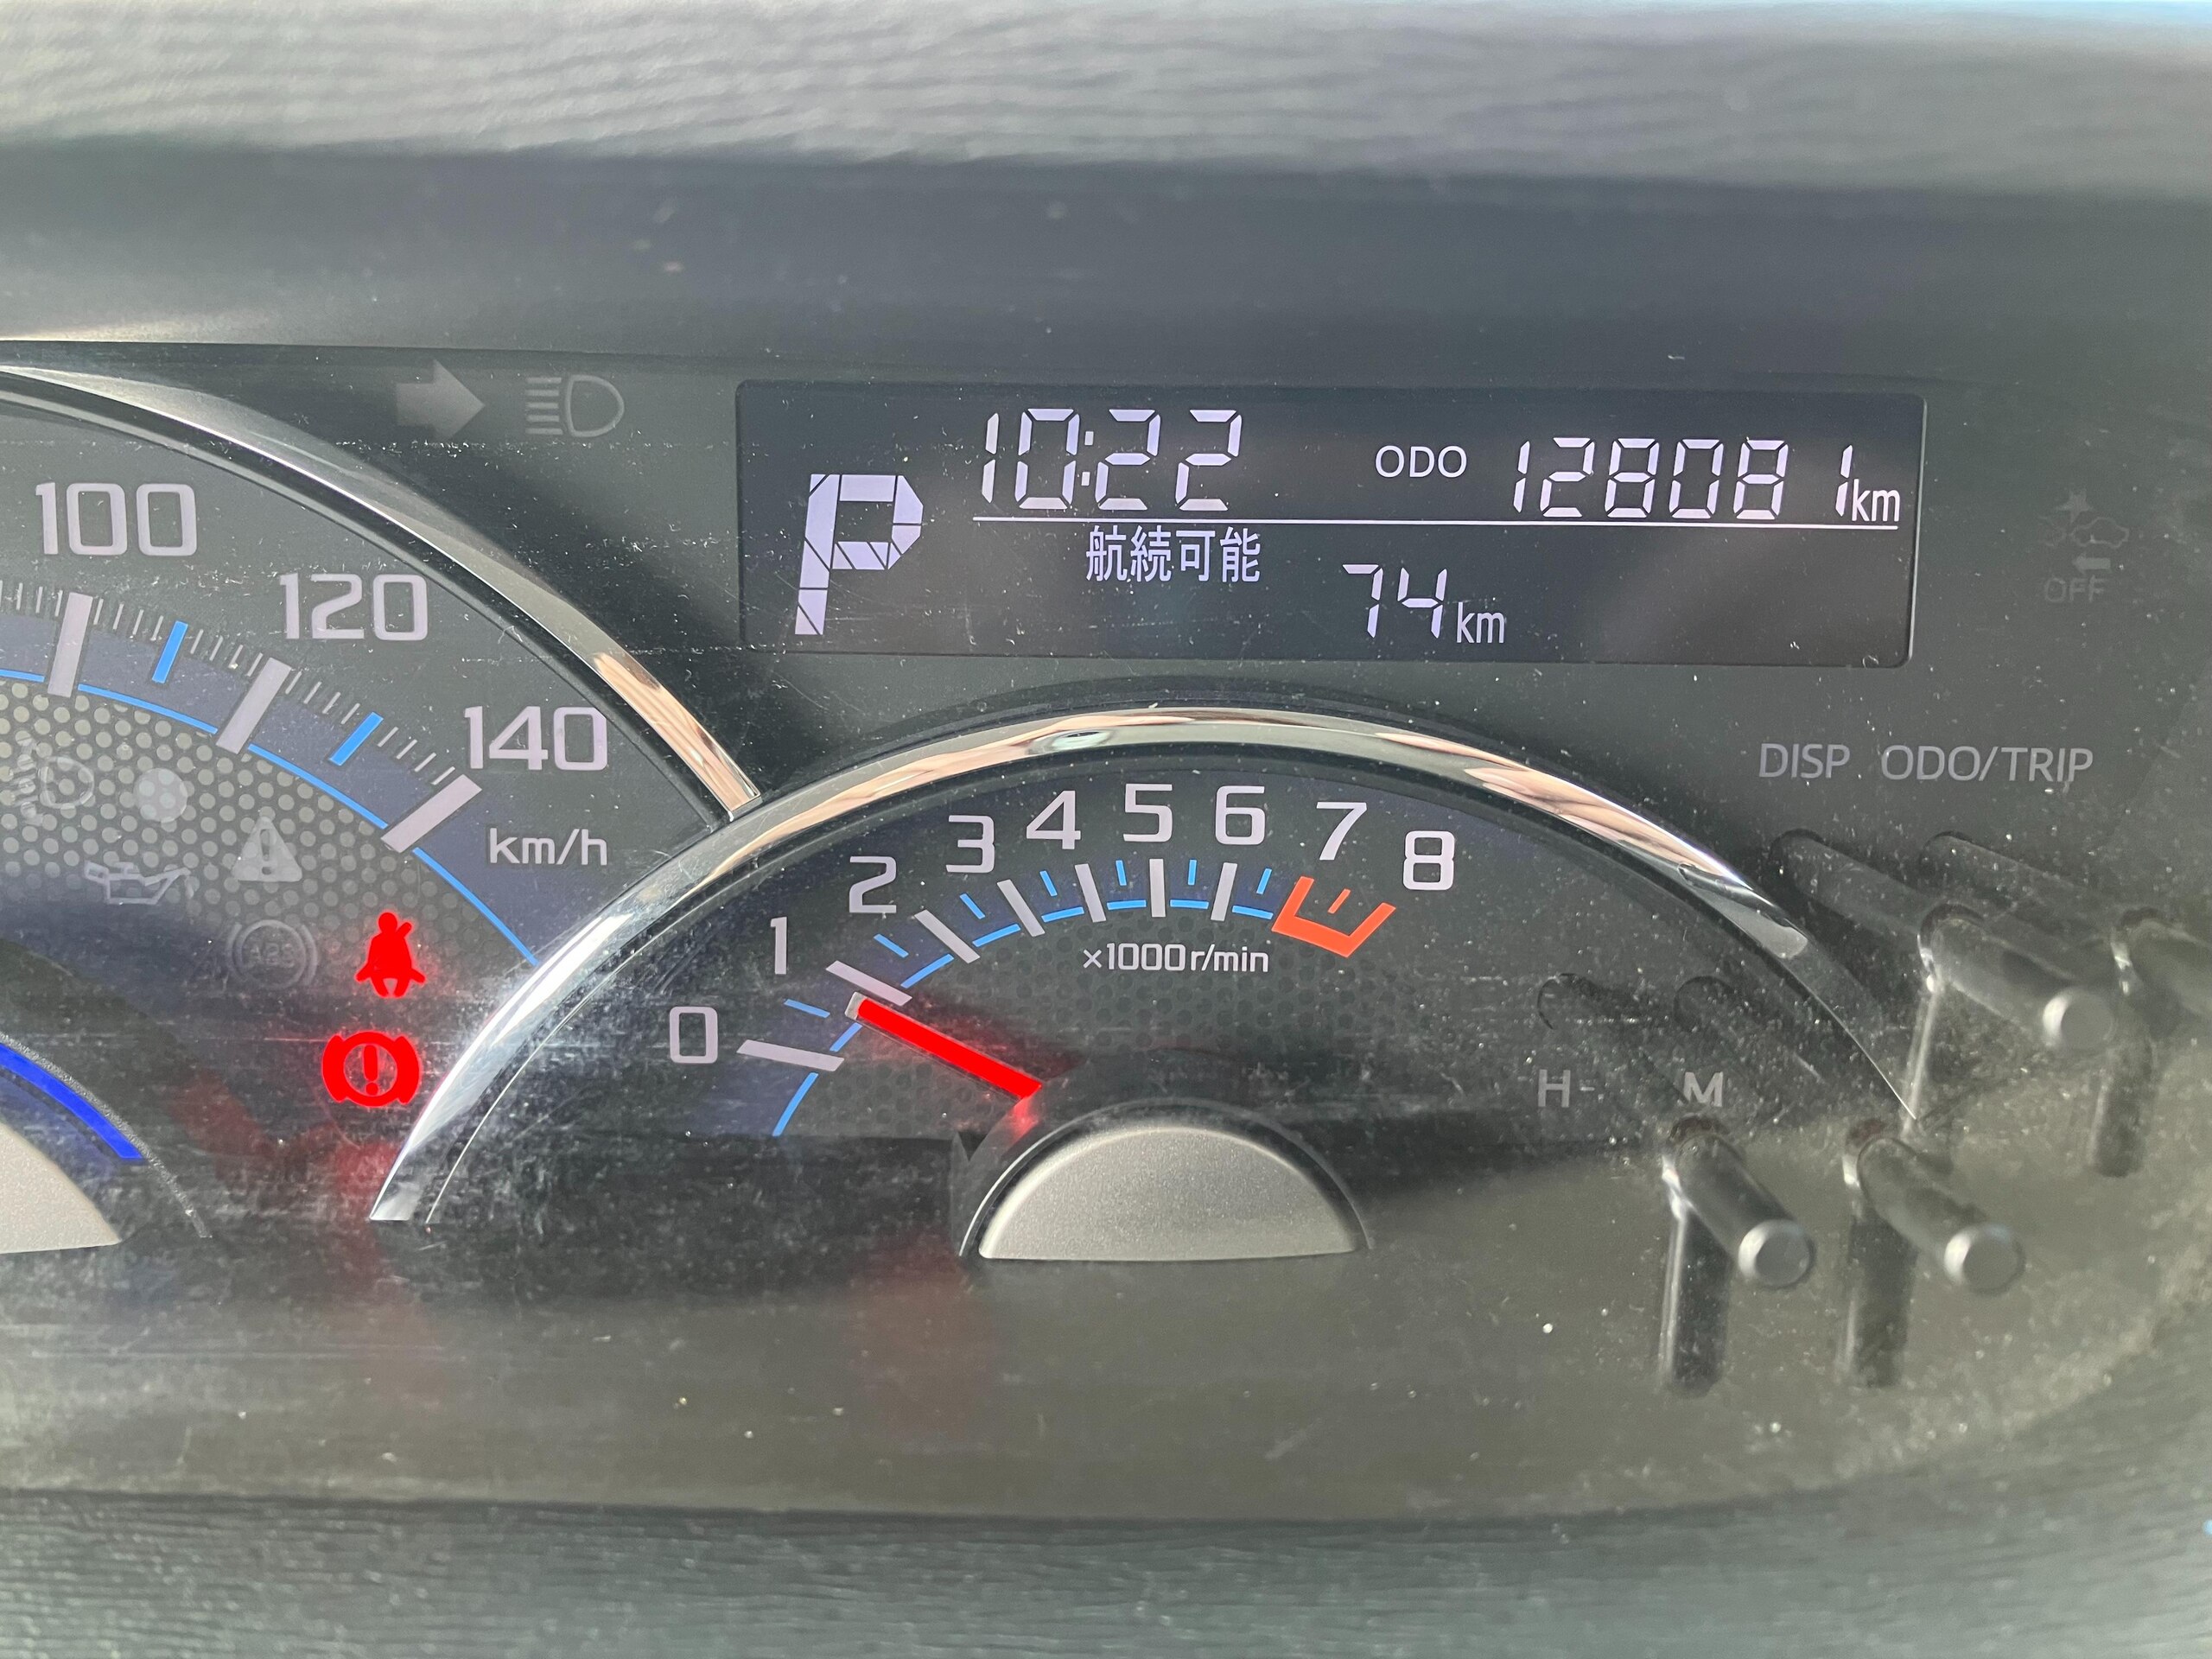 10:22 ODO 128081km
P
航続可能 74km
OFF
100
120
140
km/h
DISP ODO/TRIP
ABS
0 1 2 3 4 5 6 7 8
×1000r/min
H M